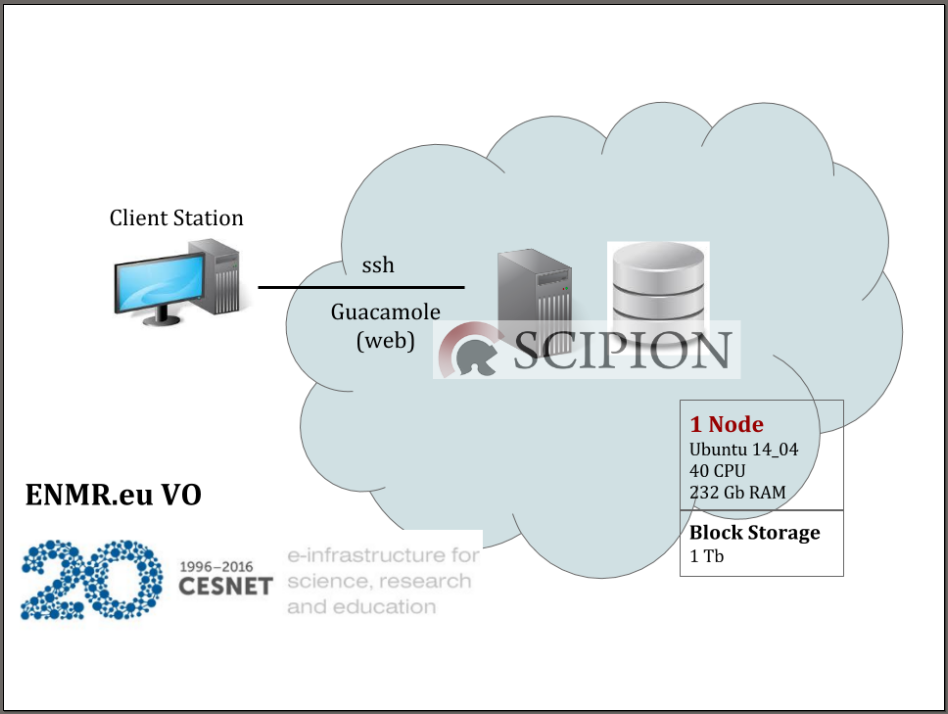 Client Station
ssh
Guacamole
(web)
SCIPION
1 Node
Ubuntu 14_04
40 CPU
232 Gb RAM
Block Storage
1 Tb
ENMR.eu VO
20
1996–2016
CESNET
e-infrastructure for
science, research
and education